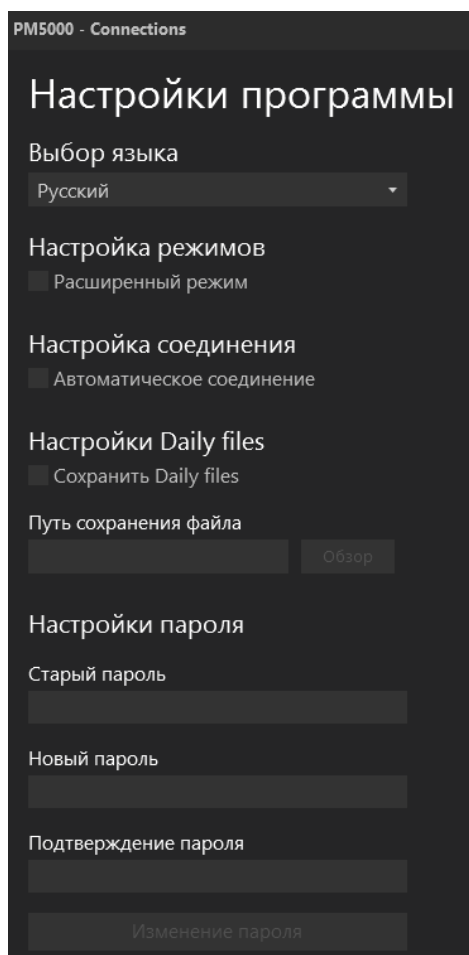 PM5000 - Connections
Настройки программы
Выбор языка
Русский
Настройка режимов
Расширенный режим
Настройка соединения
Автоматическое соединение
Настройки Daily files
Сохранить Daily files
Путь сохранения файла
Обзор
Настройки пароля
Старый пароль
Новый пароль
Подтверждение пароля
Изменение пароля